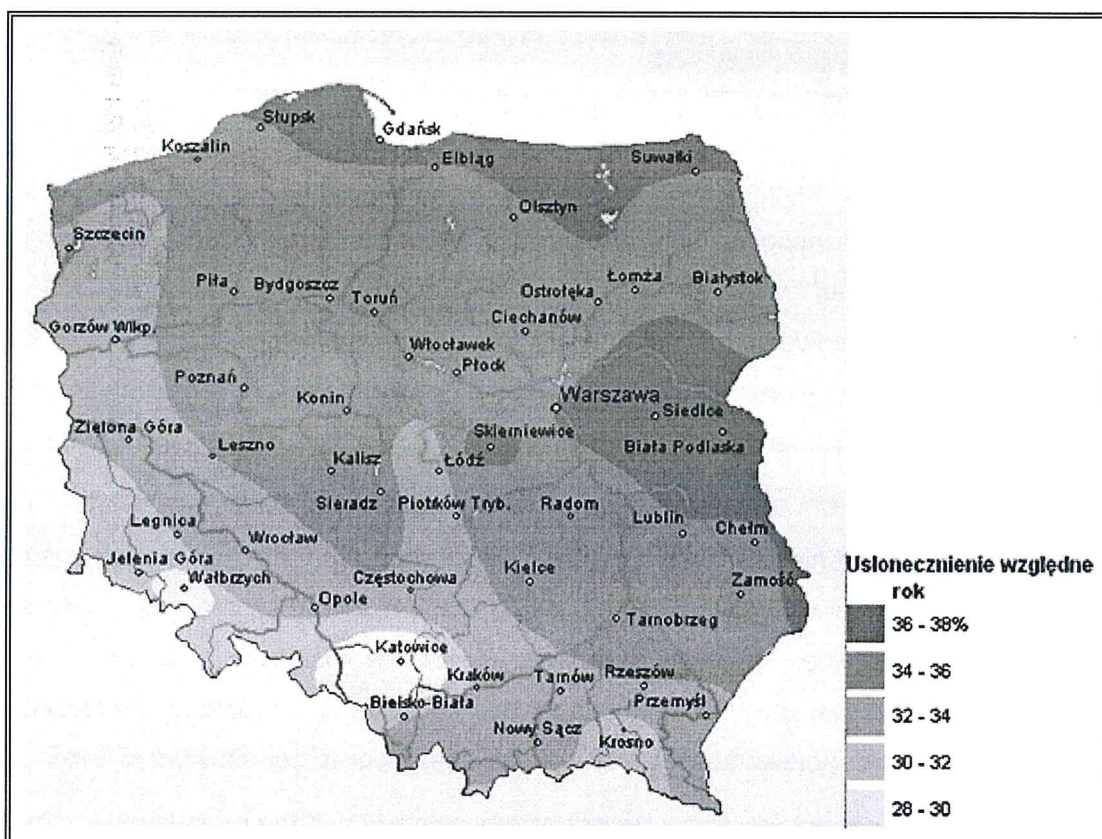 Słupsk
Gdańsk
Koszalin
Elbląg
Suwałki
Olsztyn
Szczecin
Piła
Bydgoszcz
Toruń
Ostrołęka
Łomża
Białystok
Ciechanów
Gorzów Wlkp.
Włocławek
Płock
Poznań
Konin
Warszawa
Siedlce
Zielona Góra
Leszno
Skierniewice
Biała Podlaska
Kalisz
Łódź
Sieradz
Piotrków Tryb.
Radom
Lublin
Chełm
Legnica
Wrocław
Jelenia Góra
Wałbrzych
Częstochowa
Kielce
Zamość
Opole
Tarnobrzeg
Katowice
Kraków
Tarnów
Rzeszów
Bielsko-Biała
Przemyśl
Nowy Sącz
Krosno
Usłonecznienie względne
rok
36 - 38%
34 - 36
32 - 34
30 - 32
28 - 30